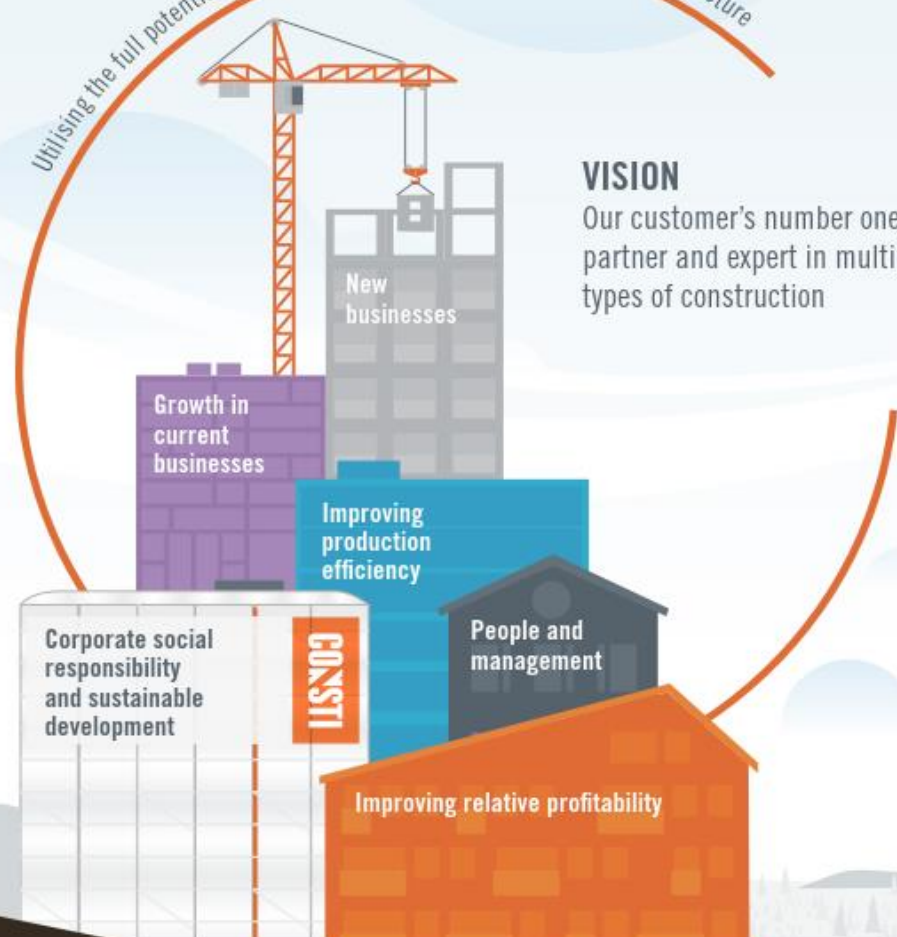 Utilising the full potenti
VISION
Our customer's number one
partner and expert in multi
types of construction
New
businesses
Growth in
current
businesses
Improving
production
efficiency
People and
management
Corporate social
responsibility
and sustainable
development
CONSTI
Improving relative profitability